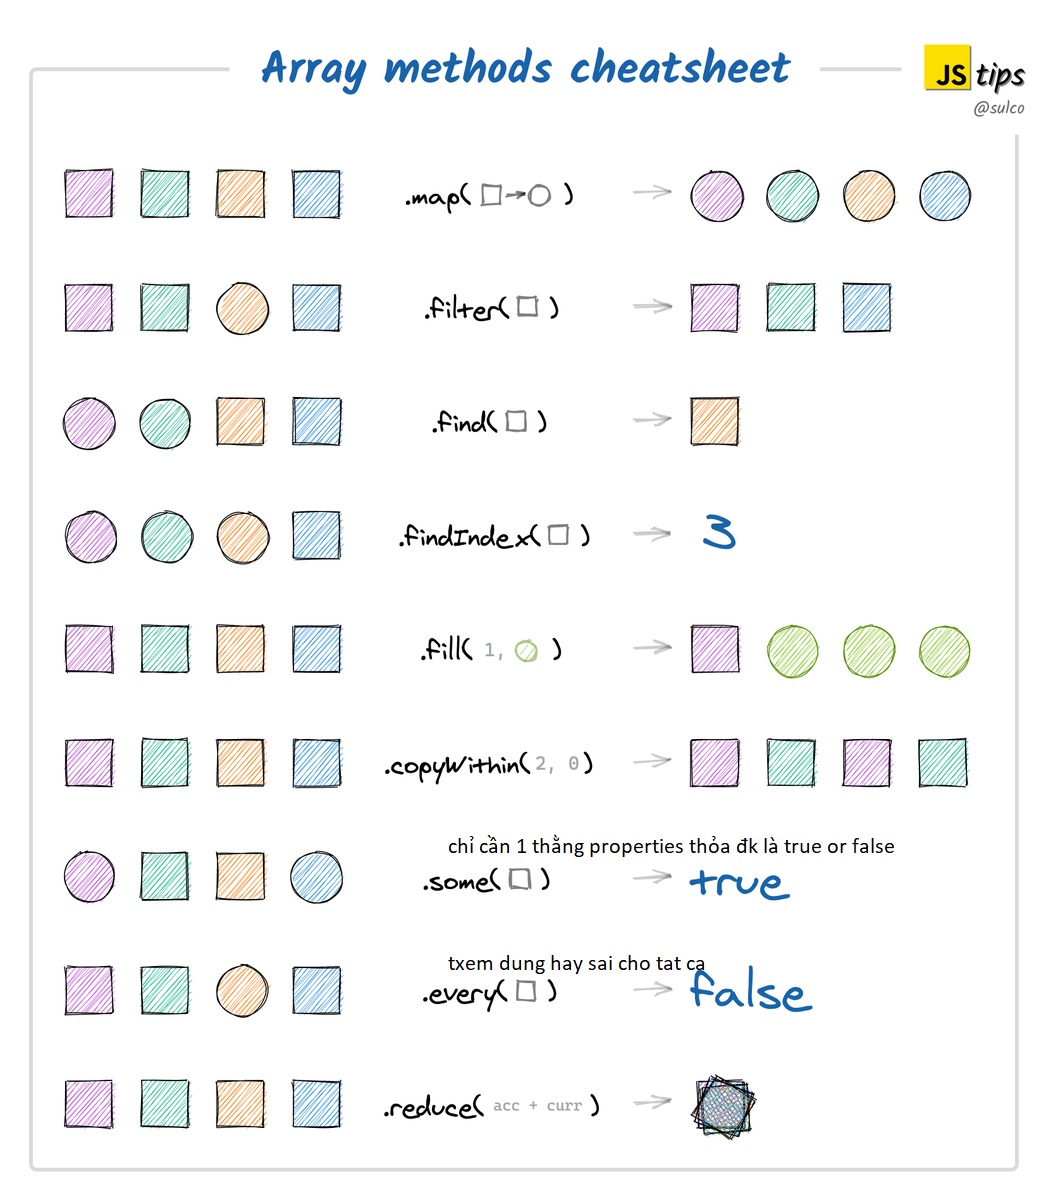 Array methods cheatsheet
JS tips
@sulco
.map( → )
.filter( )
.find( )
.findIndex( )
3
.fill( 1, )
.copyWithin( 2, 0 )
chỉ cần 1 thằng properties thỏa đk là true or false
.some( )
true
txem dung hay sai cho tat ca
.every( )
false
.reduce( acc + curr )